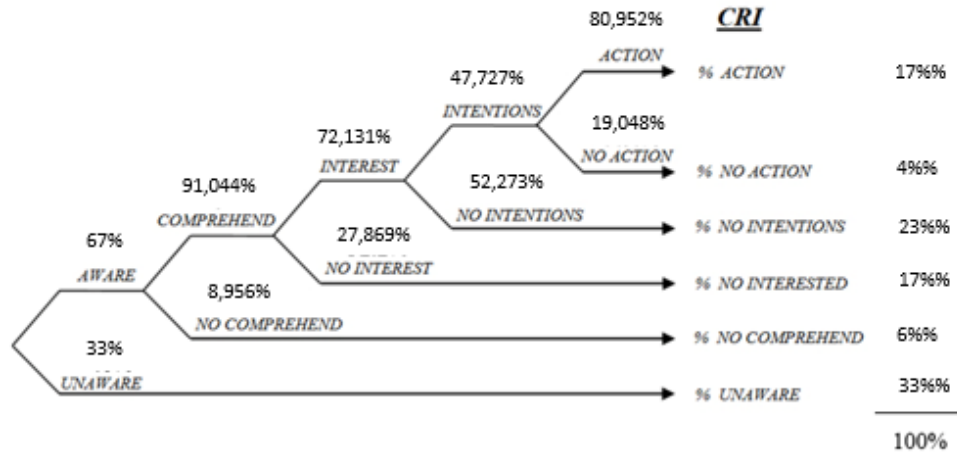 80,952%
CRI
ACTION
% ACTION
17%%
47,727%
INTENTIONS
19,048%
72,131%
NO ACTION
% NO ACTION
4%%
INTEREST
52,273%
91,044%
NO INTENTIONS
% NO INTENTIONS
23%%
COMPREHEND
27,869%
67%
NO INTEREST
% NO INTERESTED
17%%
AWARE
8,956%
NO COMPREHEND
% NO COMPREHEND
6%%
33%
UNAWARE
% UNAWARE
33%%
100%